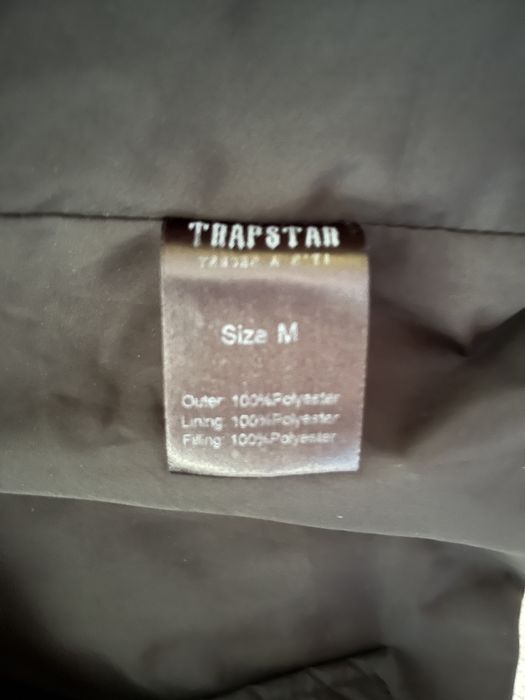 TRAPSTAR
Size M
Outer: 100%Polyester
Lining: 100%Polyester
Filling: 100%Polyester